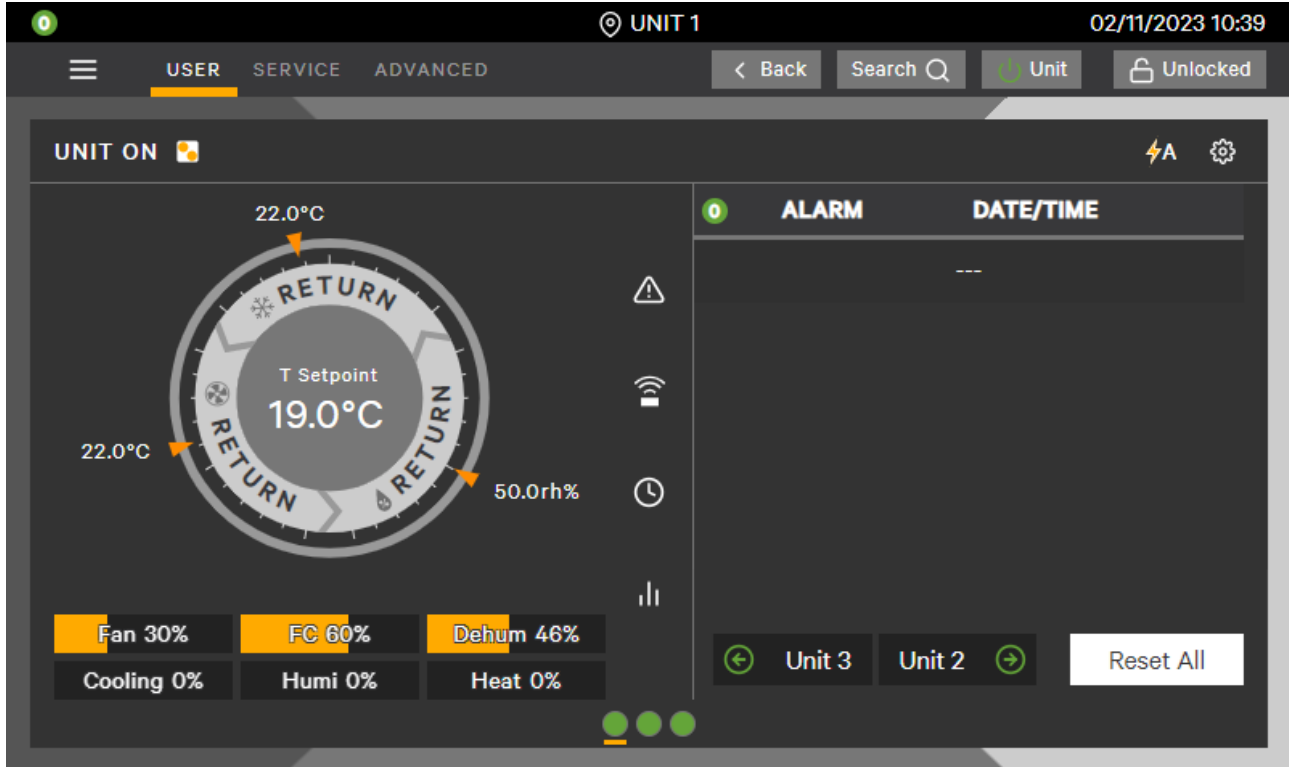 0 UNIT 1 02/11/2023 10:39
USER SERVICE ADVANCED Back Search Unit Unlocked
UNIT ON A
22.0°C
RETURN
T Setpoint
19.0°C
RETURN
22.0°C
RETURN
50.0rh%
Fan 30% FC 60% Dehum 46%
Cooling 0% Humi 0% Heat 0%
0 ALARM DATE/TIME
---
Unit 3 Unit 2 Reset All